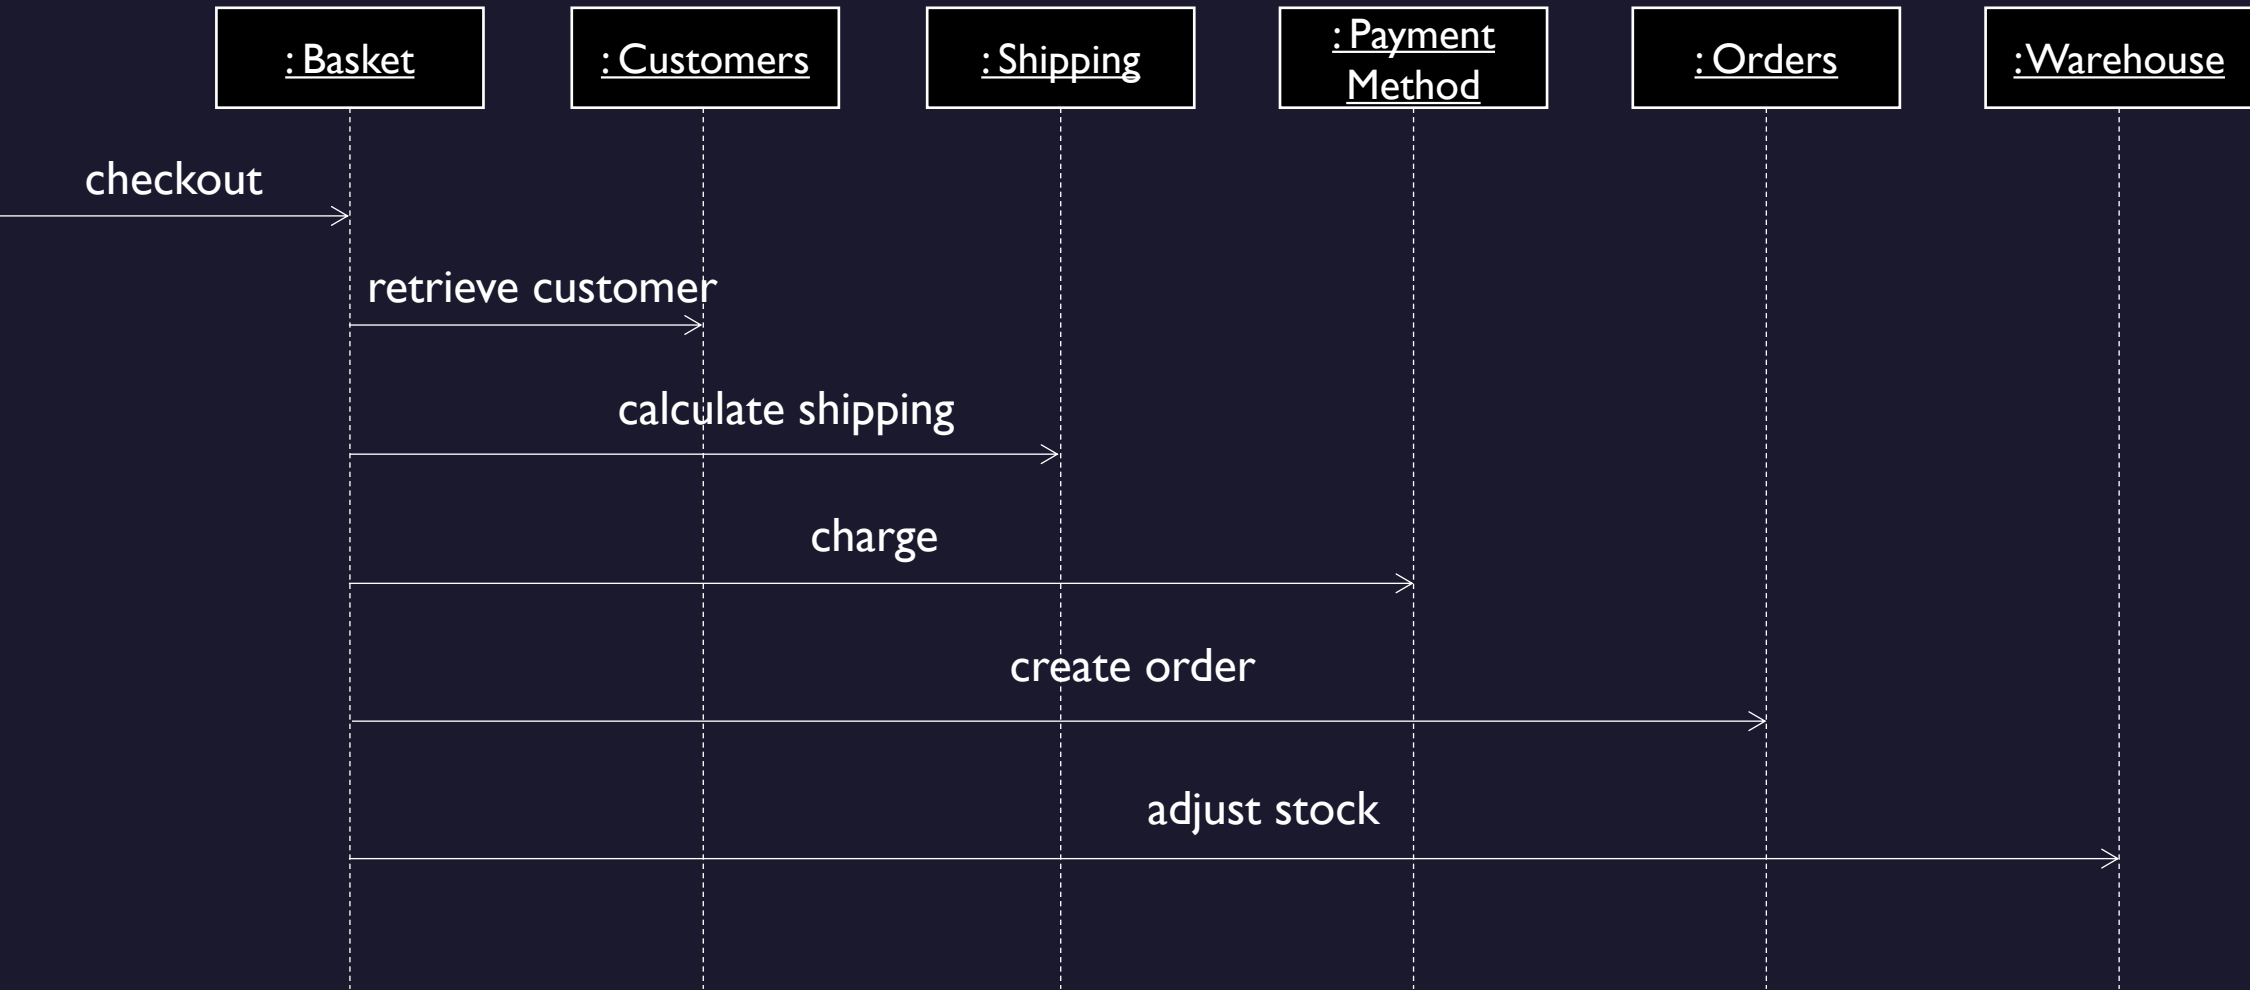 : Basket
: Customers
: Shipping
: Payment
Method
: Orders
: Warehouse
checkout
retrieve customer
calculate shipping
charge
create order
adjust stock